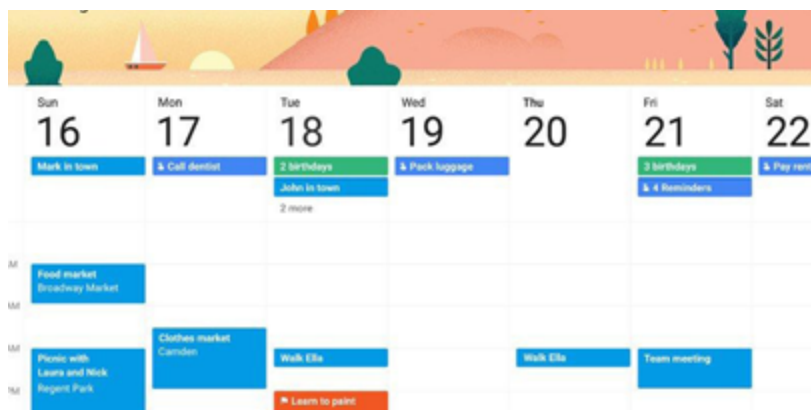 Sun
16
Mon
17
Tue
18
Wed
19
Thu
20
Fri
21
Sat
22
Mark in town
Call dentist
2 birthdays
Pack luggage
3 birthdays
Pay rent
John in town
4 Reminders
2 more
Food market
Broadway Market
Clothes market
Camden
Picnic with
Laura and Nick
Regent Park
Walk Ella
Walk Ella
Team meeting
Learn to paint